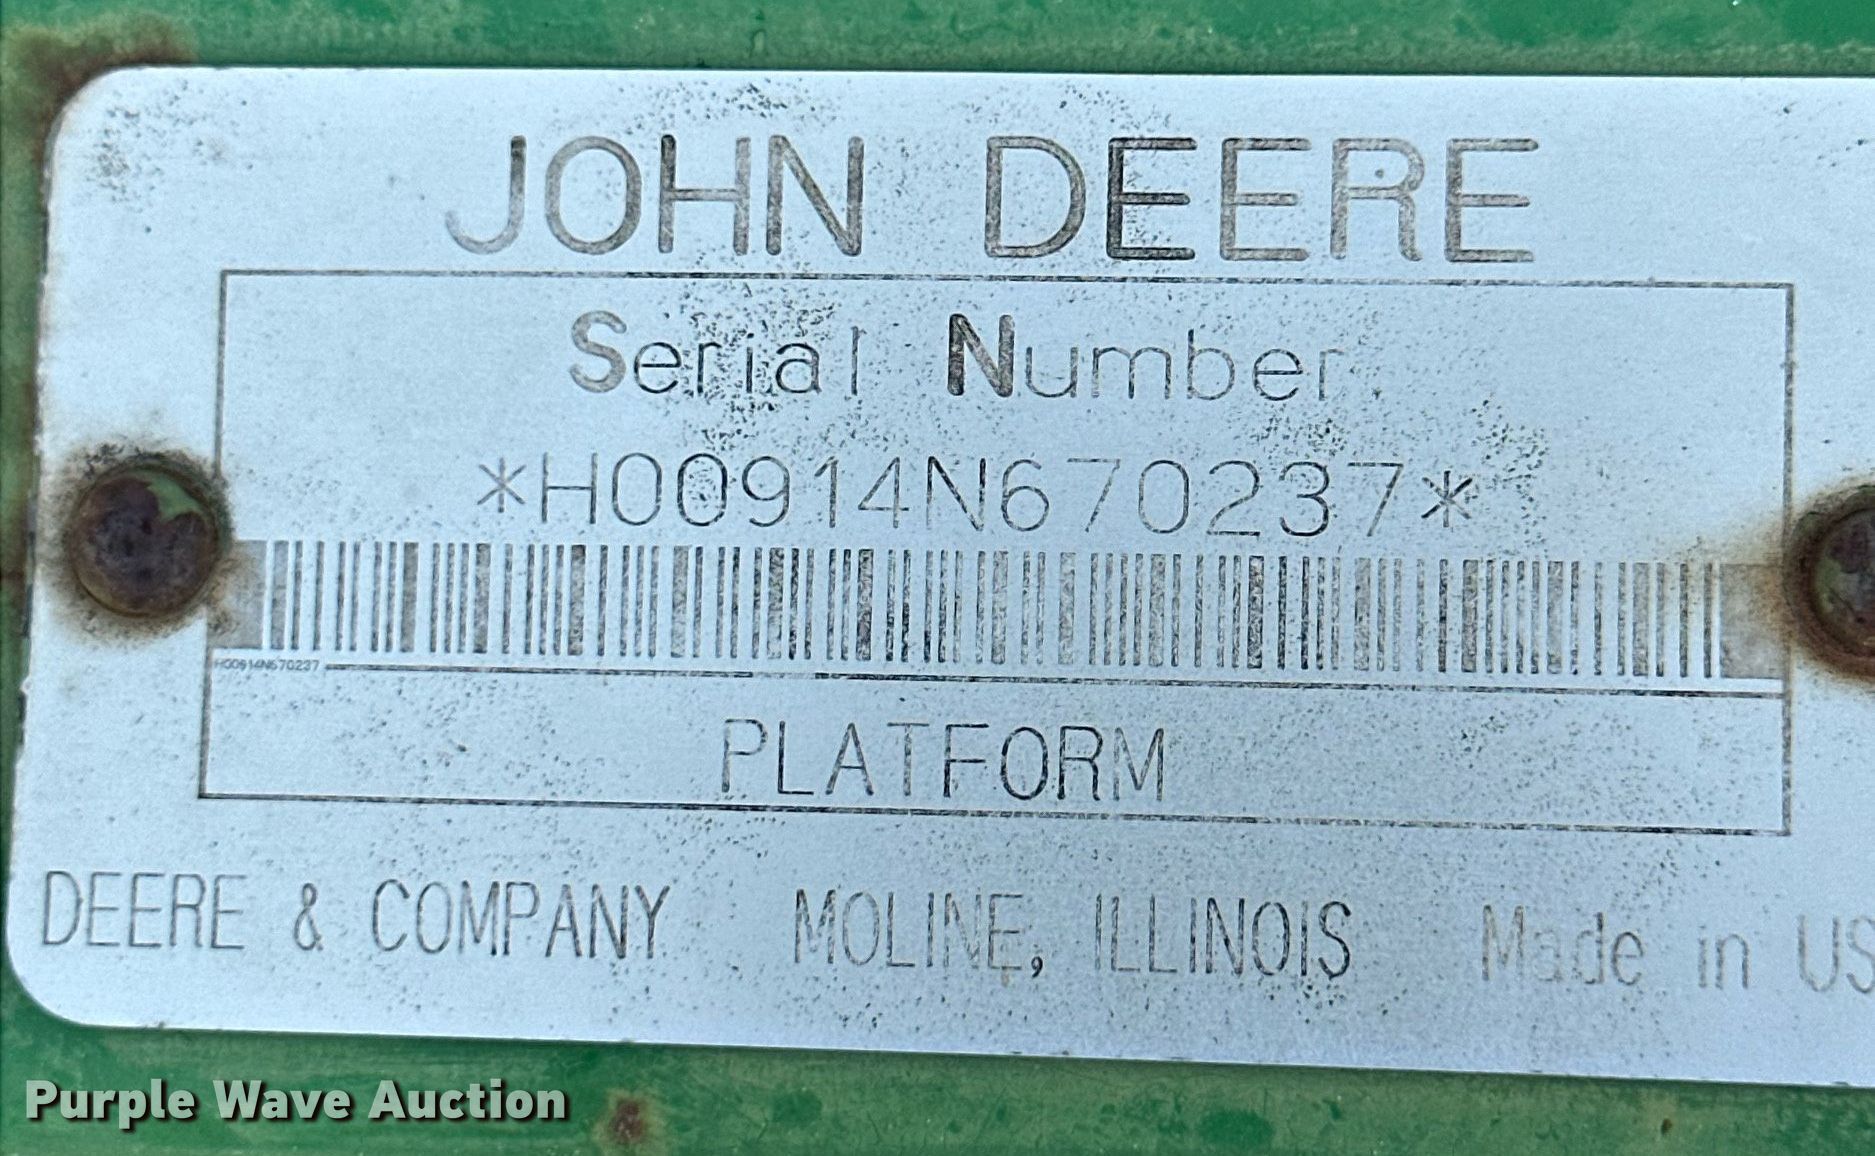 JOHN DEERE
Serial Number
*H00914N670237*
H00914N670237
PLATFORM
DEERE & COMPANY MOLINE, ILLINOIS Made in US
Purple Wave Auction